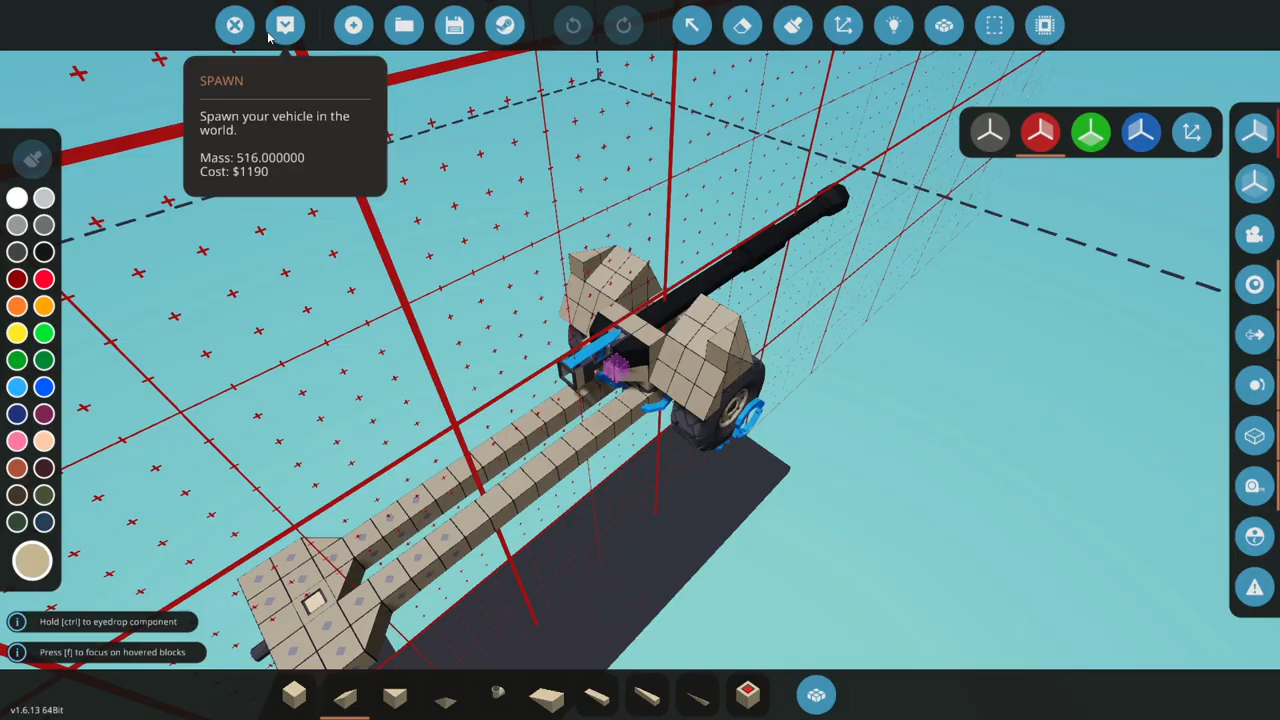 SPAWN
Spawn your vehicle in the
world.
Mass: 516.000000
Cost: $1190
Hold [ctrl] to eyedrop component
Press [f] to focus on hovered blocks
v1.6.13 64Bit